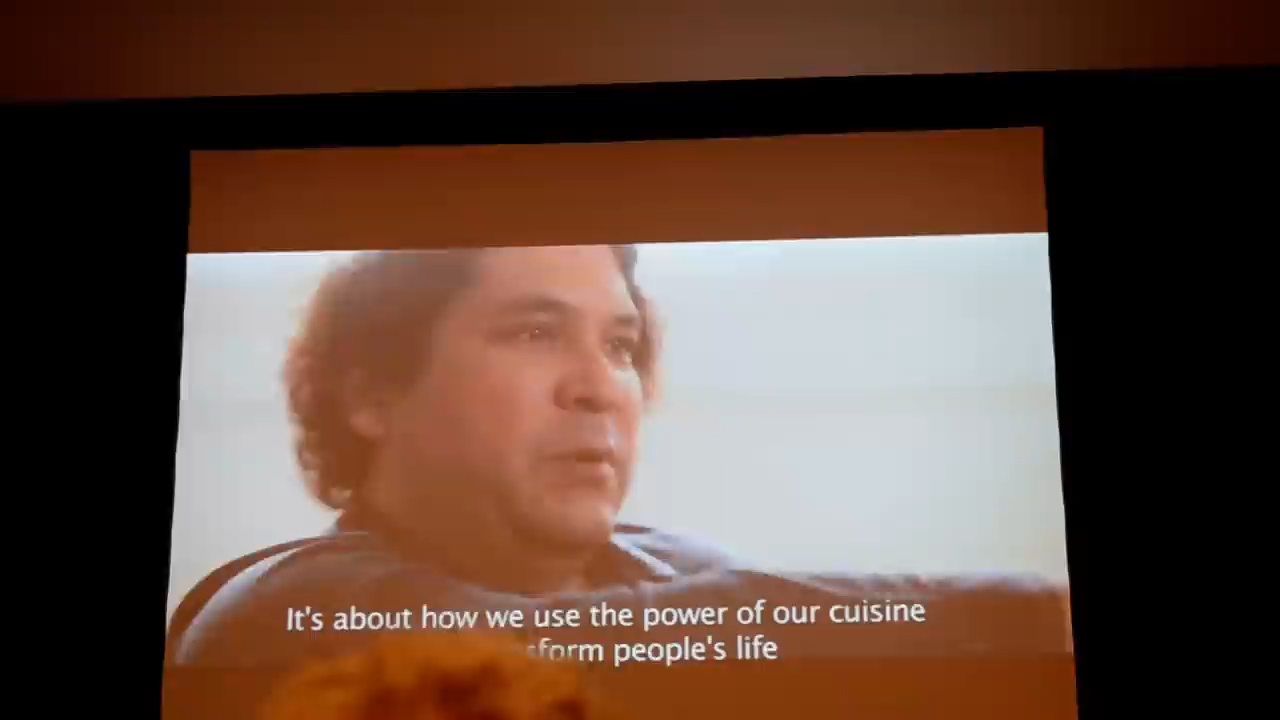 It's about how we use the power of our cuisine
sform people's life